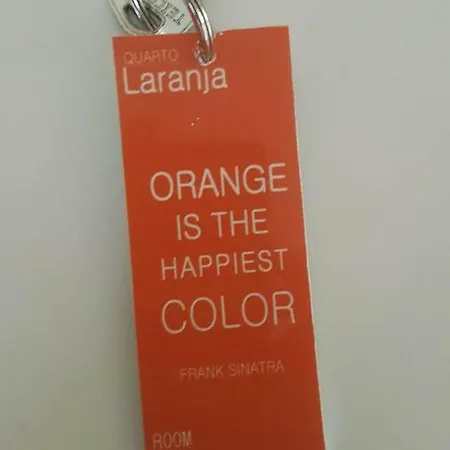 QUARTO
Laranja
ORANGE
IS THE
HAPPIEST
COLOR
FRANK SINATRA
ROOM